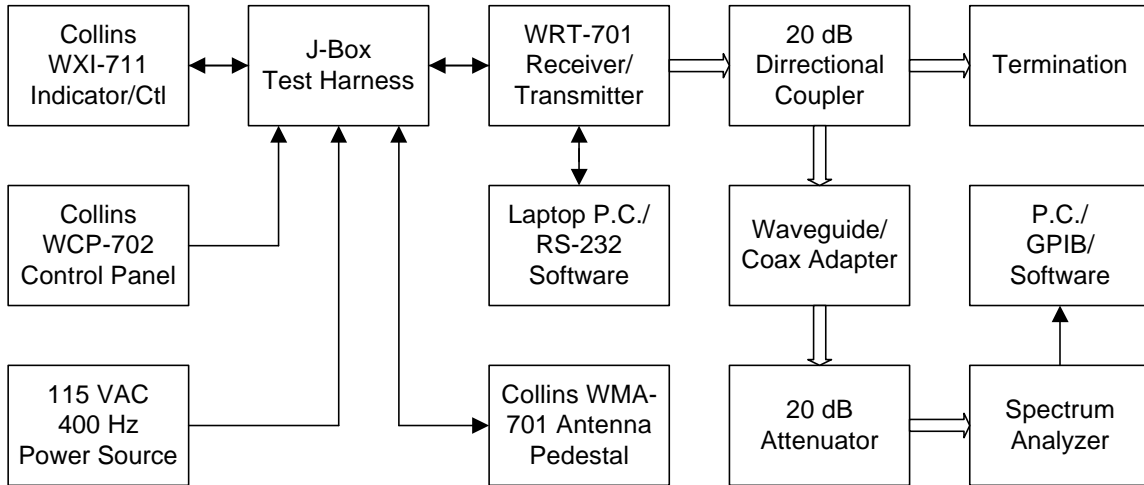 Collins
WXI-711
Indicator/Ctl
J-Box
Test Harness
WRT-701
Receiver/
Transmitter
20 dB
Dirrectional
Coupler
Termination
Collins
WCP-702
Control Panel
Laptop P.C./
RS-232
Software
Waveguide/
Coax Adapter
P.C./
GPIB/
Software
115 VAC
400 Hz
Power Source
Collins WMA-
701 Antenna
Pedestal
20 dB
Attenuator
Spectrum
Analyzer